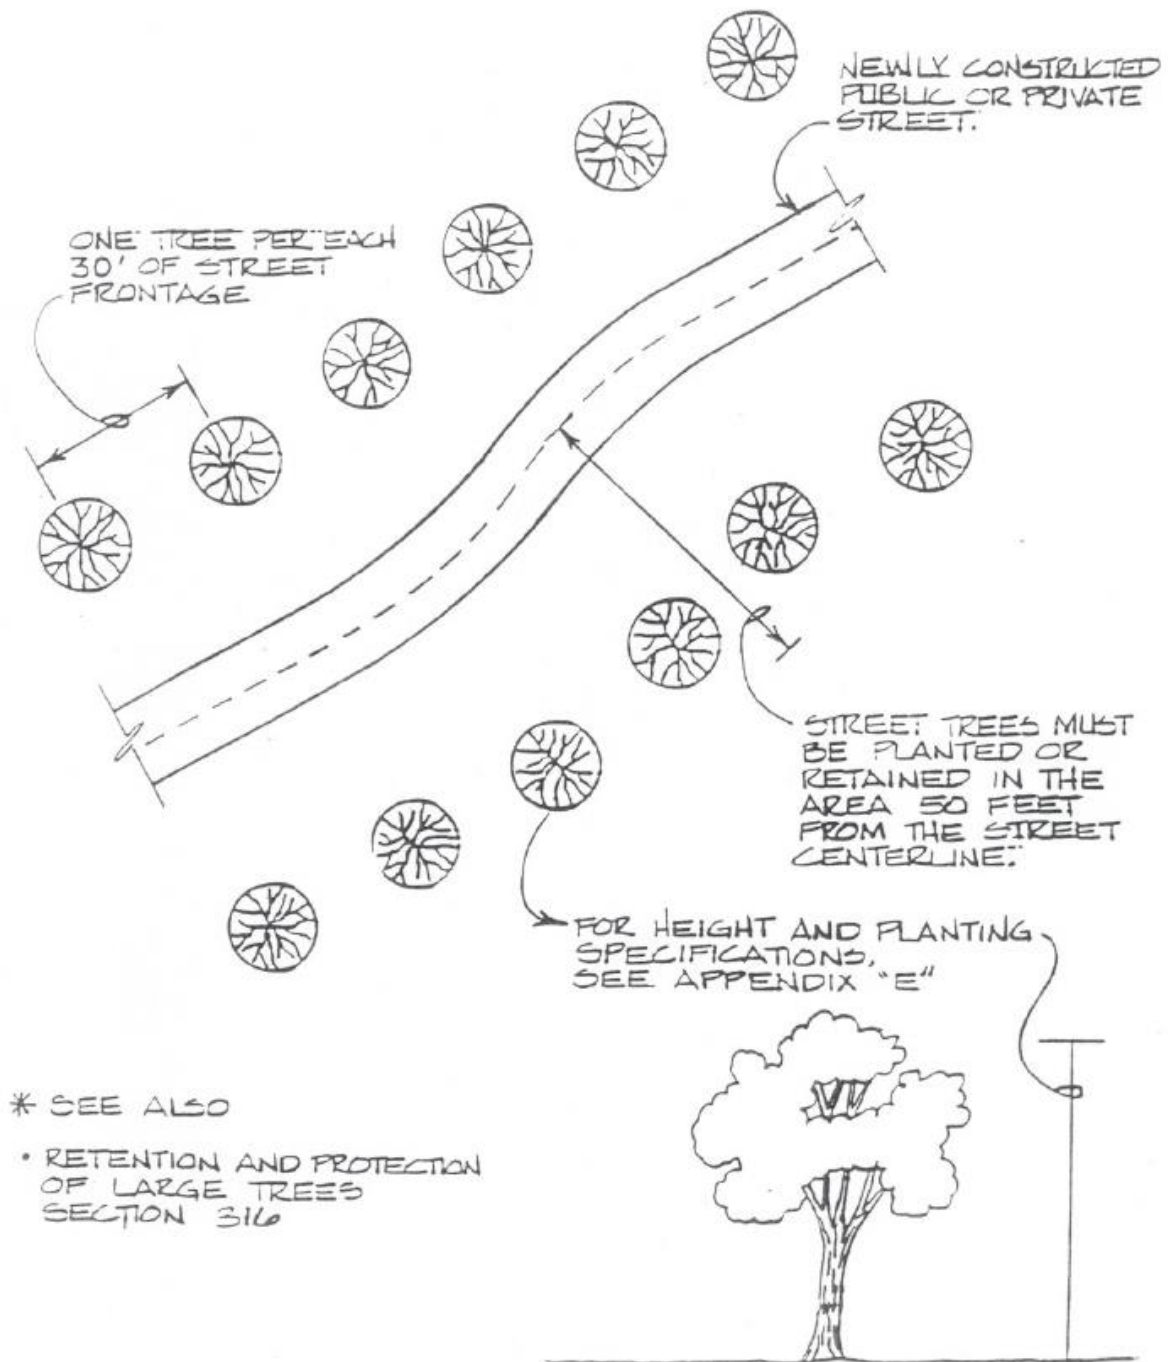 NEWLY CONSTRUCTED
PUBLIC OR PRIVATE
STREET.
ONE TREE PER EACH
30' OF STREET
FRONTAGE
STREET TREES MUST
BE PLANTED OR
RETAINED IN THE
AREA 50 FEET
FROM THE STREET
CENTERLINE.
FOR HEIGHT AND PLANTING
SPECIFICATIONS,
SEE APPENDIX "E"
* SEE ALSO
• RETENTION AND PROTECTION
OF LARGE TREES
SECTION 316